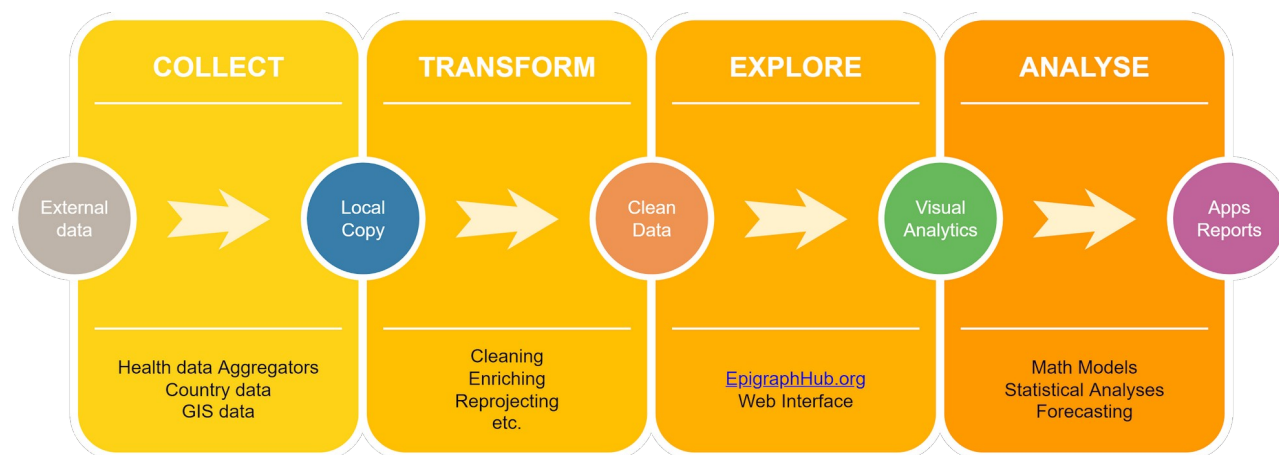 COLLECT
TRANSFORM
EXPLORE
ANALYSE
External
data
Local
Copy
Clean
Data
Visual
Analytics
Apps
Reports
Health data Aggregators
Country data
GIS data
Cleaning
Enriching
Reprojecting
etc.
EpigraphHub.org
Web Interface
Math Models
Statistical Analyses
Forecasting